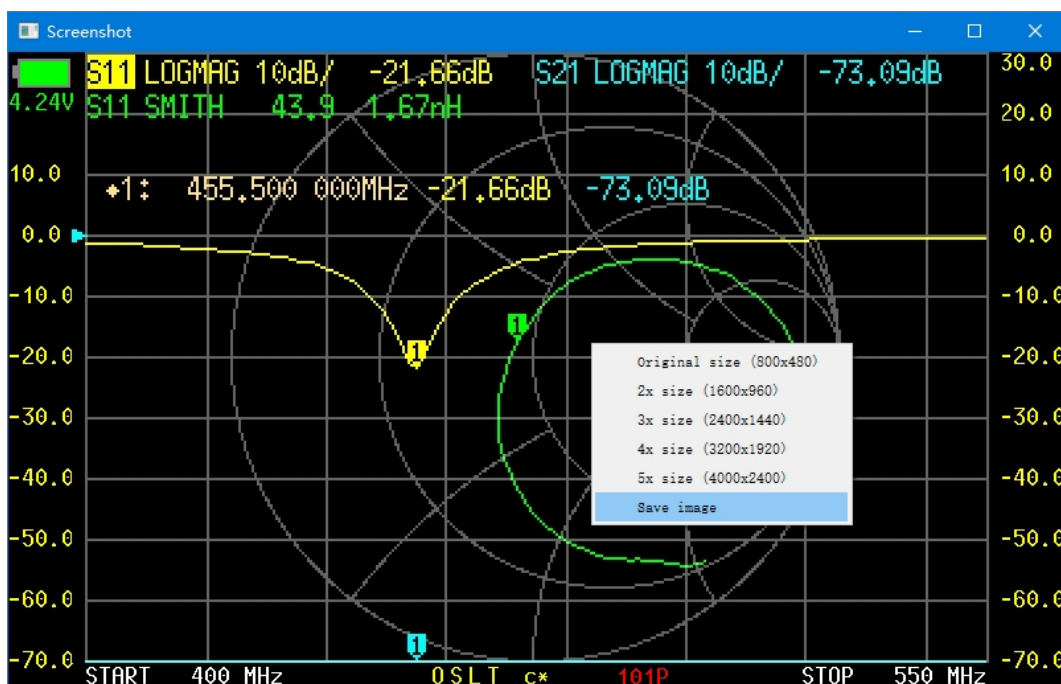 Screenshot
S11 LOGMAG 10dB/ -21.66dB S21 LOGMAG 10dB/ -73.09dB 30.0
4.24V S11 SMITH 43.9 1.67nH 20.0
10.0 10.0
1: 455.500 000MHz -21.66dB -73.09dB
0.0 0.0
-10.0 1 -10.0
-20.0 1 -20.0
Original size (800x480)
2x size (1600x960)
-30.0 3x size (2400x1440) -30.0
4x size (3200x1920)
-40.0 5x size (4000x2400) -40.0
Save image
-50.0 -50.0
-60.0 -60.0
1
-70.0 -70.0
START 400 MHz OSLT c* 101P STOP 550 MHz